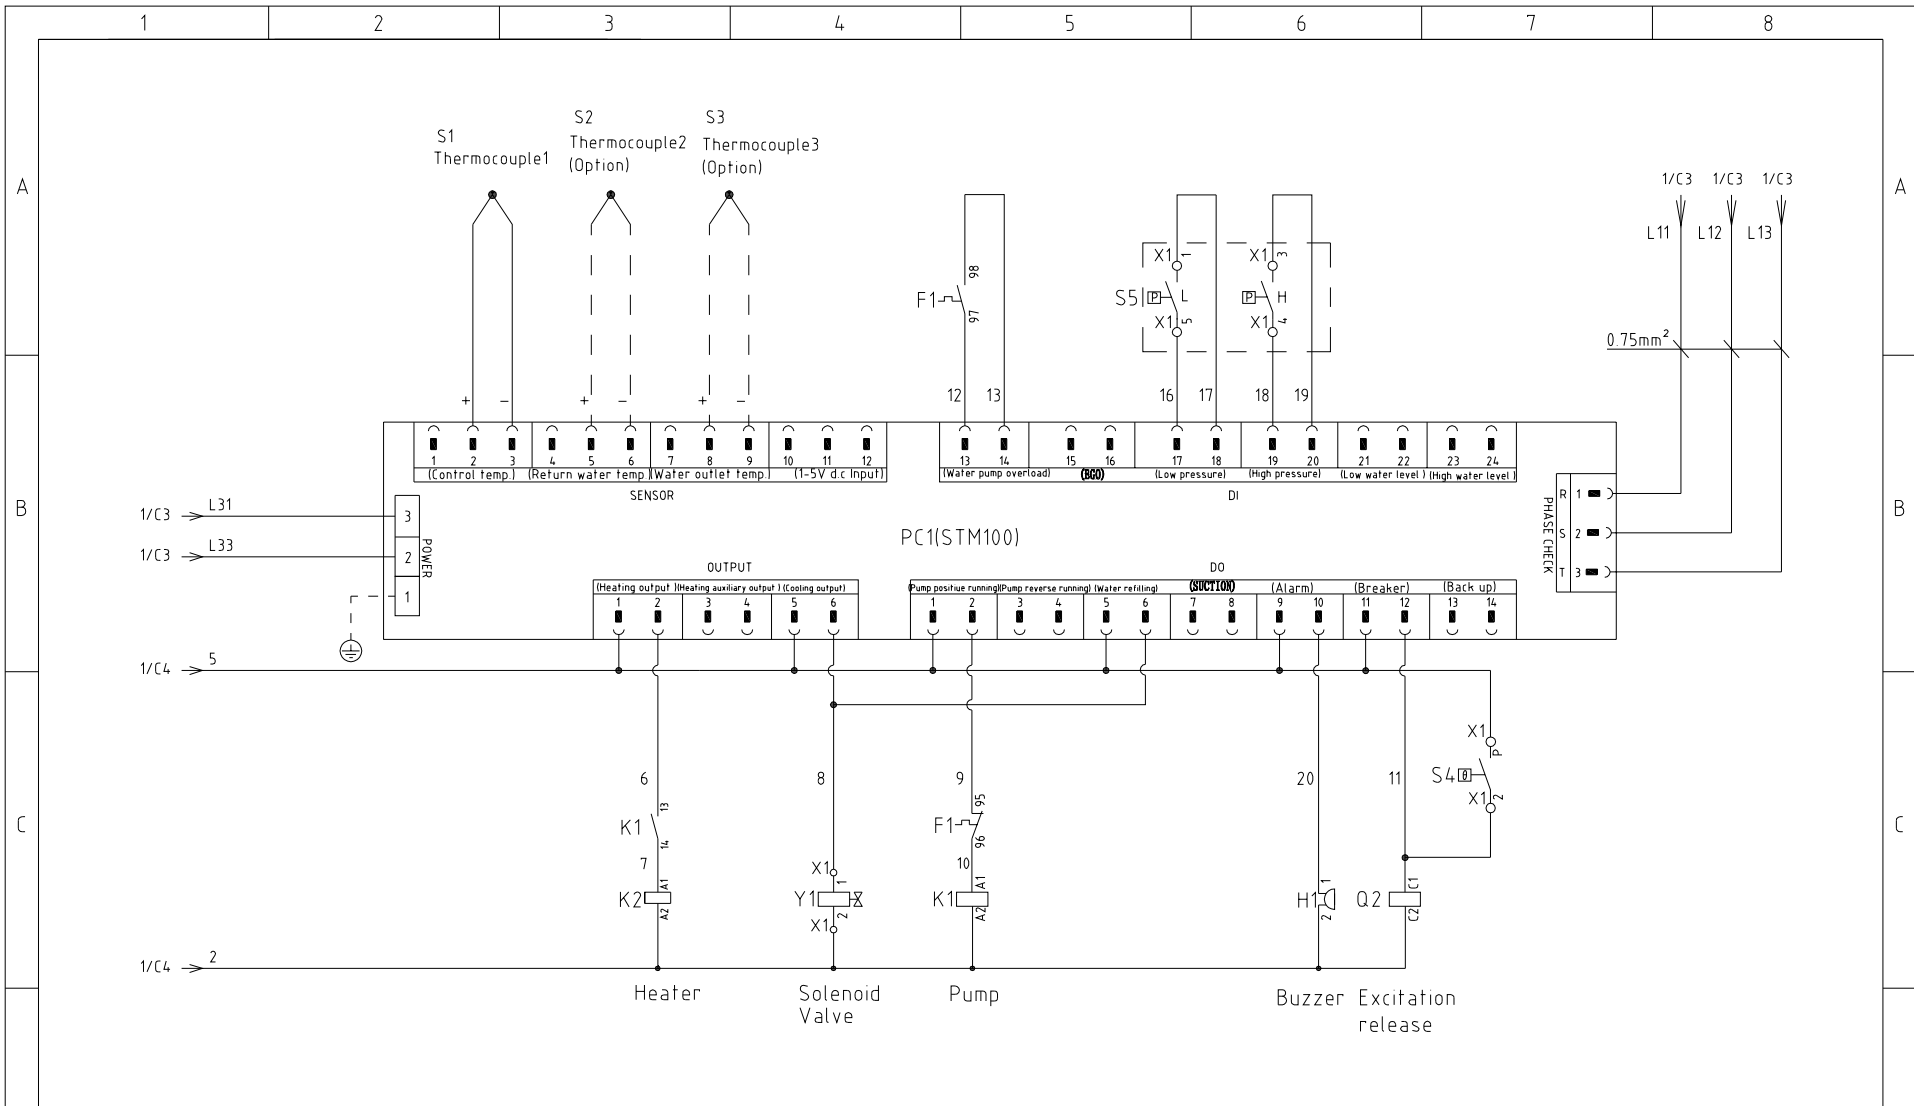 1 2 3 4 5 6 7 8
S1
Thermocouple1
S2
Thermocouple2
(Option)
S3
Thermocouple3
(Option)
1/C3 1/C3 1/C3
L11 L12 L13
A A
F1 98
97
X1 1 X1 3
S5 P L P H
X1 5 X1 4
0.75mm²
+ - + - + -
12 13 16 17 18 19
1 2 3 4 5 6 7 8 9 10 11 12
13 14 15 16 17 18 19 20 21 22 23 24
(Control temp.) (Return water temp.) (Water outlet temp.) (1-5V d.c Input)
(Water pump overload) (BGO) (Low pressure) (High pressure) (Low water level) (High water level)
SENSOR DI
B B
1/C3 L31 3
1/C3 L33 2
1
POWER
PC1(STM100)
R 1
S 2
T 3
PHASE CHECK
OUTPUT DO
(Heating output) (Heating auxiliary output) (Cooling output)
1 2 3 4 5 6
(Pump positiue running) (Pump reverse running) (Water refilling) (SUCTION) (Alarm) (Breaker) (Back up)
1 2 3 4 5 6 7 8 9 10 11 12 13 14
1/C4 5
X1 P
S4 θ
X1 2
6 8 9 20 11
K1 13
14
F1 95
96
C C
7 10
X1
K2 A1
A2
Y1 1
2
X1
K1 A1
A2
H1 1
2
Q2 C1
C2
1/C4 2
Heater
Solenoid
Valve
Pump
Buzzer
Excitation
release